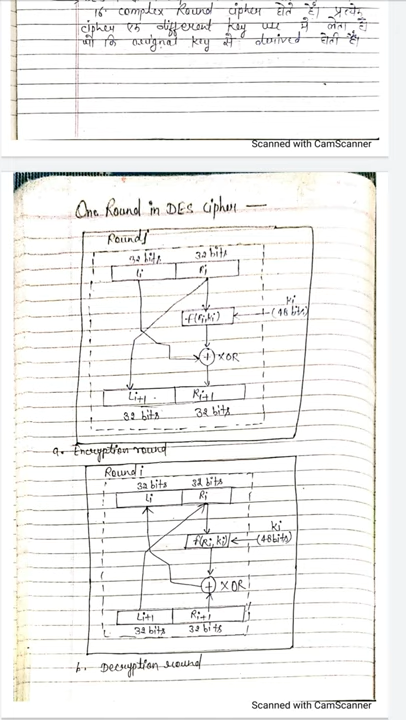 16 complex Round cipher होते हैं। प्रत्येक
cipher एक different key use में लेता है
जो कि original key से derived होती है।
Scanned with CamScanner
One Round in DES cipher —
Round i
32 bits 32 bits
Li Ri
f(Ri, Ki) Ki (48 bits)
+ XOR
Li+1 Ri+1
32 bits 32 bits
a. Encryption round
Round i
32 bits 32 bits
Li Ri
f(Ri, Ki) Ki (48 bits)
+ XOR
Li+1 Ri+1
32 bits 32 bits
b. Decryption round
Scanned with CamScanner